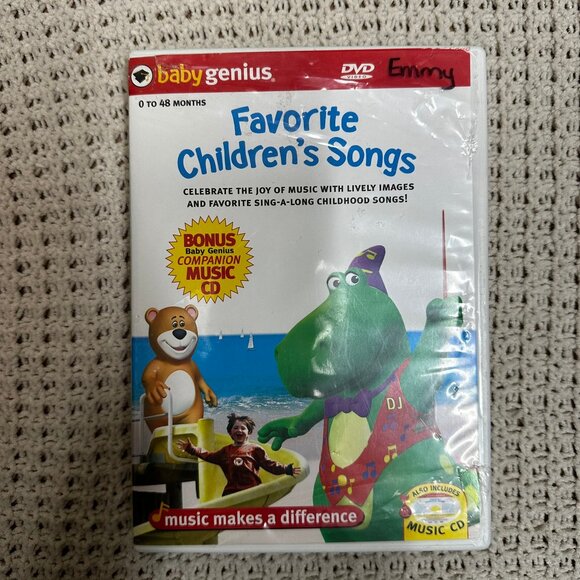 baby genius®
DVD
VIDEO
Emmy
0 TO 48 MONTHS
Favorite
Children's Songs
CELEBRATE THE JOY OF MUSIC WITH LIVELY IMAGES
AND FAVORITE SING-A-LONG CHILDHOOD SONGS!
BONUS
Baby Genius
COMPANION
MUSIC
CD
DJ
music makes a difference
ALSO INCLUDES
MUSIC CD